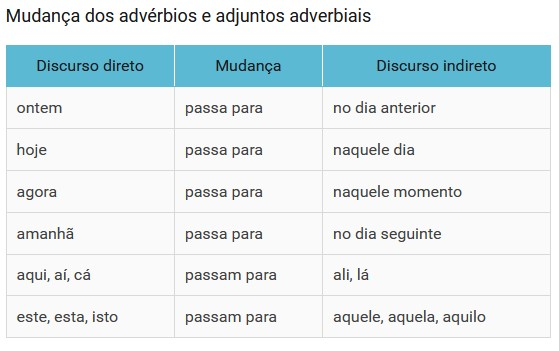 Mudança dos advérbios e adjuntos adverbiais
Discurso direto Mudança Discurso indireto
ontem passa para no dia anterior
hoje passa para naquele dia
agora passa para naquele momento
amanhã passa para no dia seguinte
aqui, aí, cá passam para ali, lá
este, esta, isto passam para aquele, aquela, aquilo